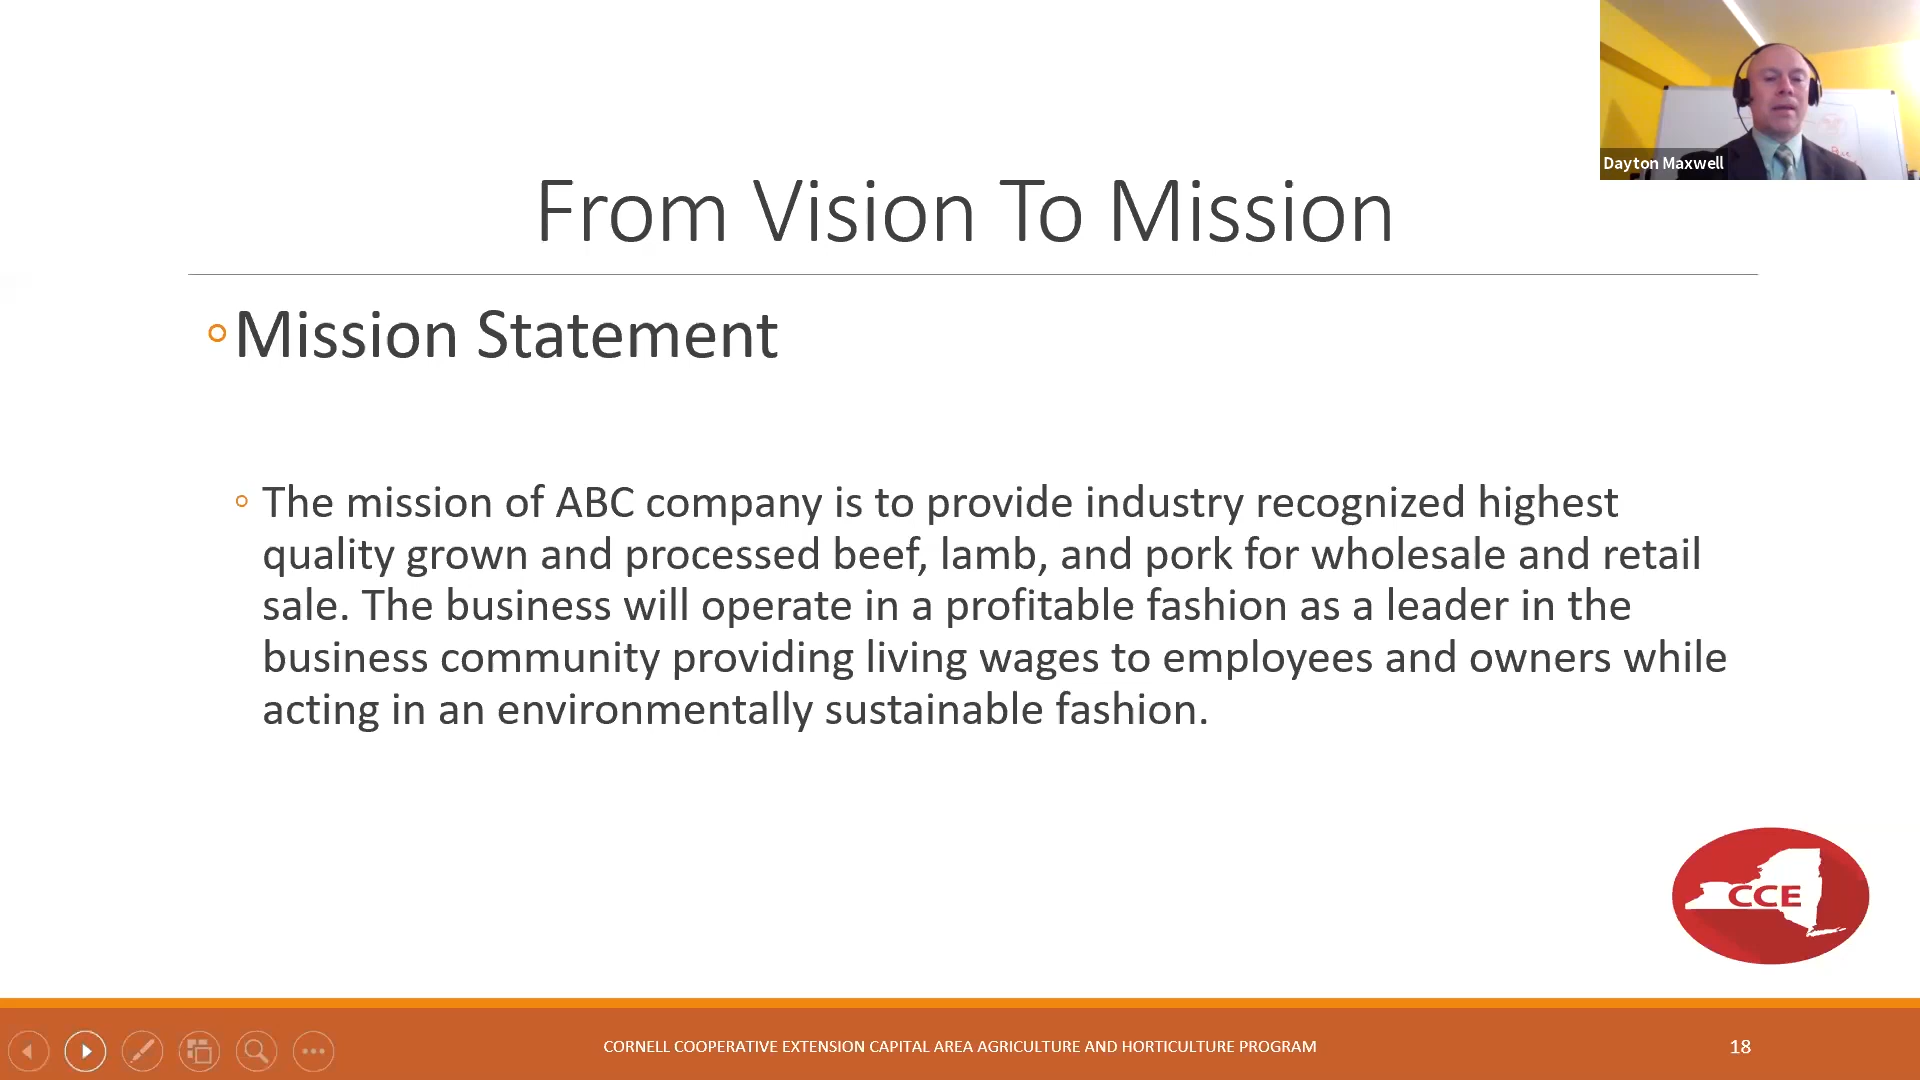 Dayton Maxwell
From Vision To Mission
Mission Statement
The mission of ABC company is to provide industry recognized highest
quality grown and processed beef, lamb, and pork for wholesale and retail
sale. The business will operate in a profitable fashion as a leader in the
business community providing living wages to employees and owners while
acting in an environmentally sustainable fashion.
CCE
CORNELL COOPERATIVE EXTENSION CAPITAL AREA AGRICULTURE AND HORTICULTURE PROGRAM
18